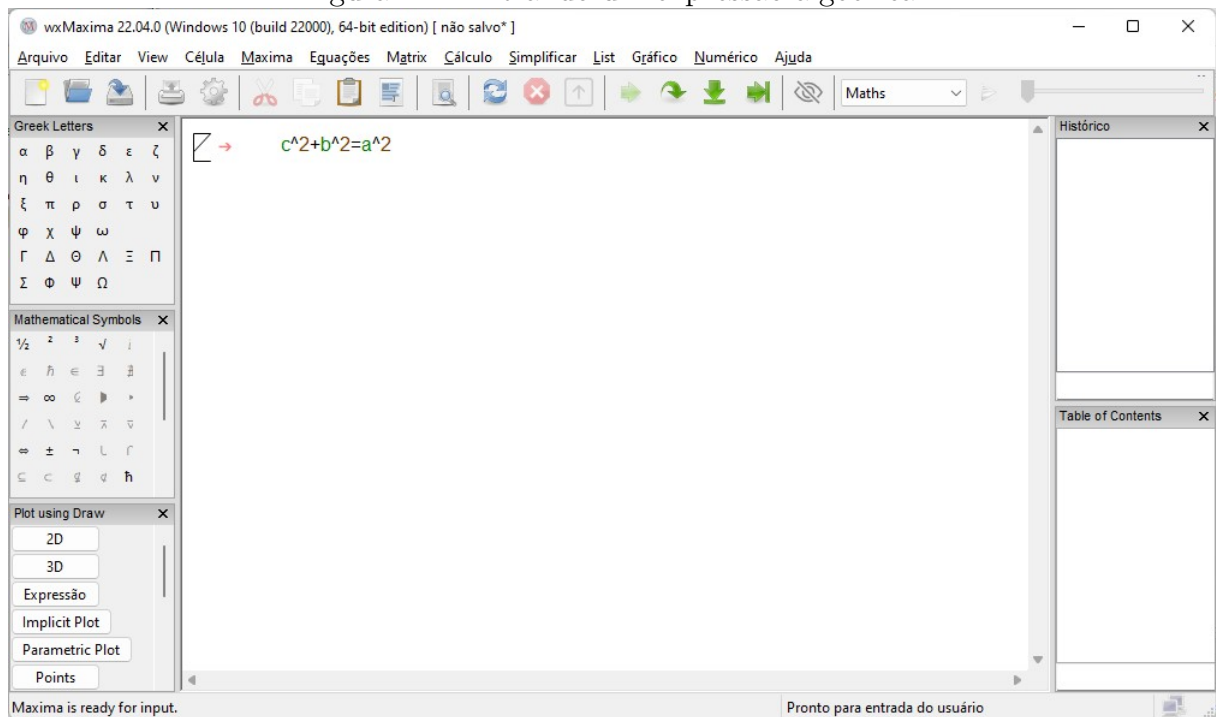 wxMaxima 22.04.0 (Windows 10 (build 22000), 64-bit edition) [ não salvo* ]
Arquivo Editar View Célula Maxima Equações Matrix Cálculo Simplificar List Gráfico Numérico Ajuda
Maths
Greek Letters
α β γ δ ε ζ
η θ ι κ λ ν
ξ π ρ σ τ υ
φ χ ψ ω
Γ Δ Θ Λ Ξ Π
Σ Φ Ψ Ω
Mathematical Symbols
½ ² ³ √
ℏ ∈ ∃ ∄
⇒ ∞
/ \ ⊻ ⊼ ⊽
⇔ ± ¬
⊆ ⊂ ħ
Plot using Draw
2D
3D
Expressão
Implicit Plot
Parametric Plot
Points
c^2+b^2=a^2
Histórico
Table of Contents
Maxima is ready for input.
Pronto para entrada do usuário